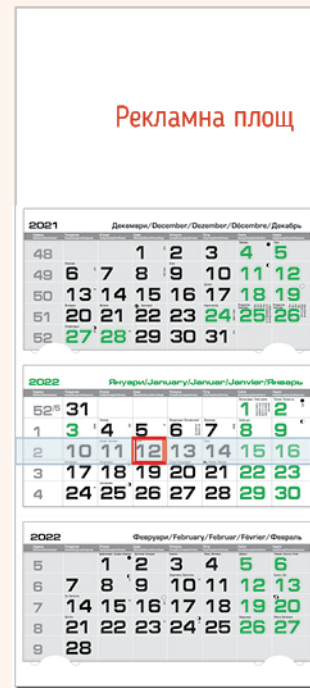 Рекламна площ
2021 Декември/December/Dezember/Décembre/Декабрь
48 1 2 3 4 5
49 6 7 8 9 10 11 12
50 13 14 15 16 17 18 19
51 20 21 22 23 24 25 26
52 27 28 29 30 31
2022 Януари/January/Januar/Janvier/Январь
52/5 31 1 2
1 3 4 5 6 7 8 9
2 10 11 12 13 14 15 16
3 17 18 19 20 21 22 23
4 24 25 26 27 28 29 30
2022 Февруари/February/Februar/Février/Февраль
5 1 2 3 4 5 6
6 7 8 9 10 11 12 13
7 14 15 16 17 18 19 20
8 21 22 23 24 25 26 27
9 28